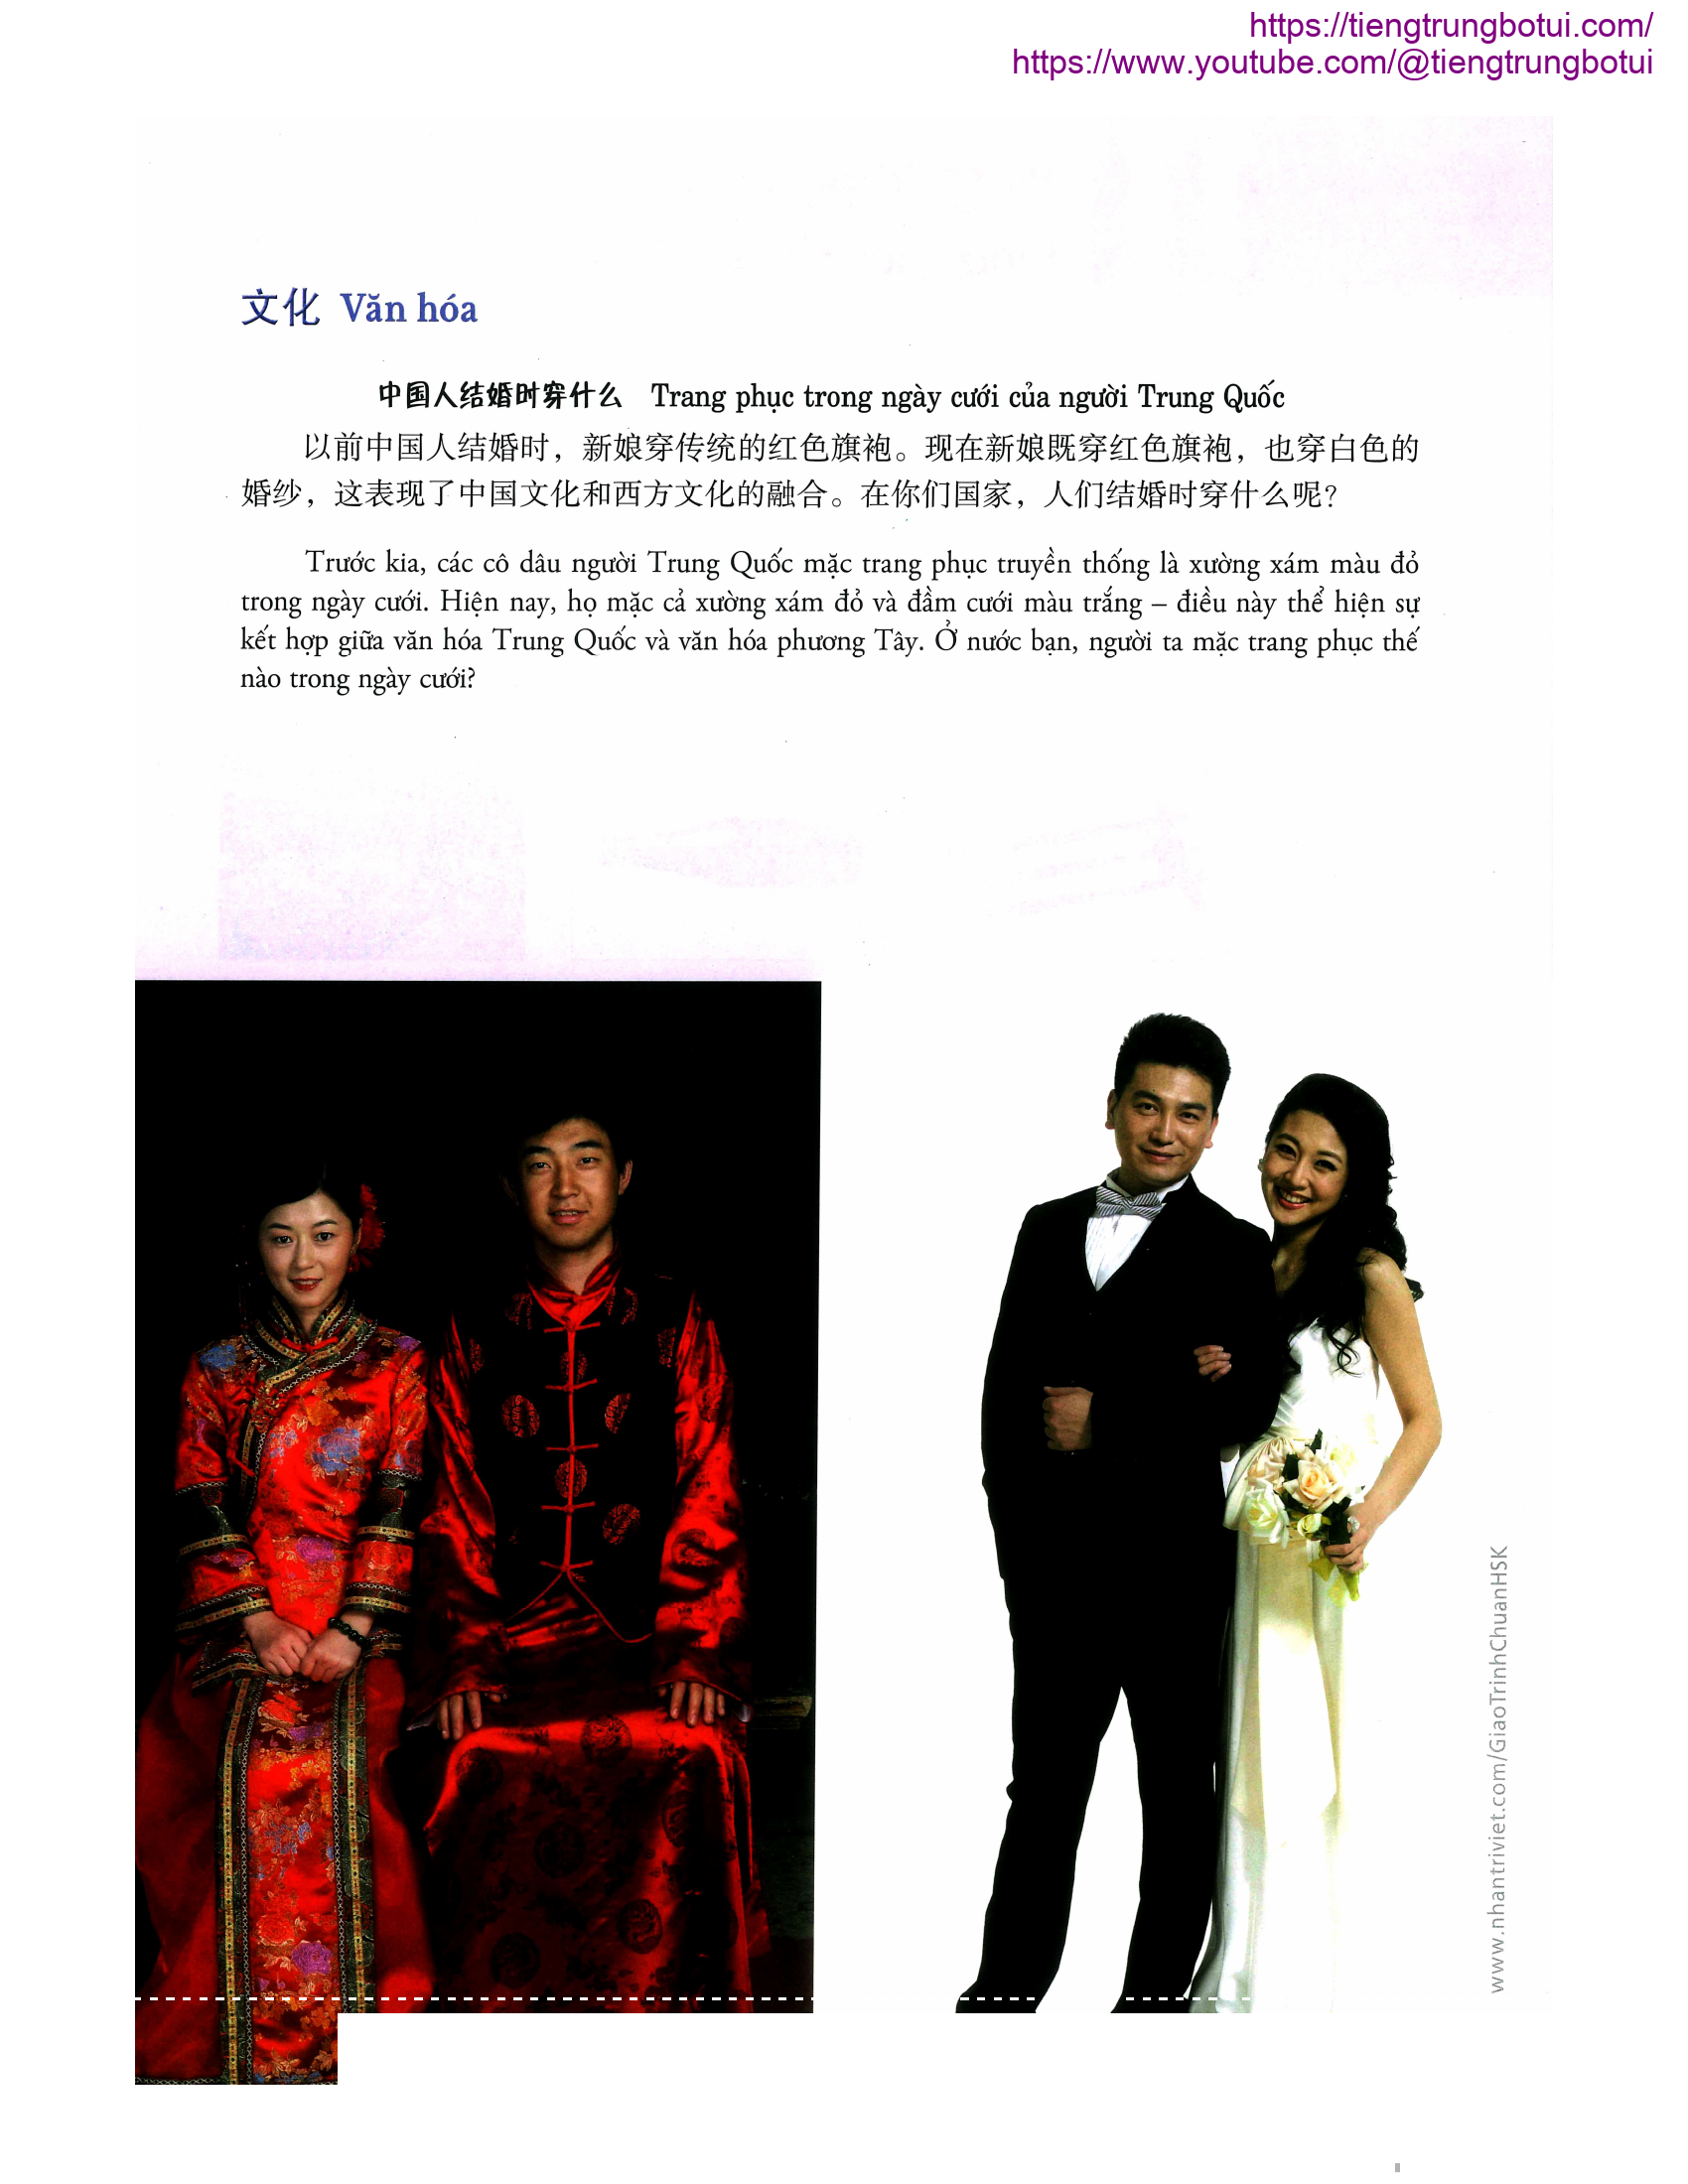 https://tiengtrungbotui.com/
https://www.youtube.com/@tiengtrungbotui
文化 Văn hóa
中国人结婚时穿什么 Trang phục trong ngày cưới của người Trung Quốc
以前中国人结婚时，新娘穿传统的红色旗袍。现在新娘既穿红色旗袍，也穿白色的
婚纱，这表现了中国文化和西方文化的融合。在你们国家，人们结婚时穿什么呢？
Trước kia, các cô dâu người Trung Quốc mặc trang phục truyền thống là xường xám màu đỏ
trong ngày cưới. Hiện nay, họ mặc cả xường xám đỏ và đầm cưới màu trắng – điều này thể hiện sự
kết hợp giữa văn hóa Trung Quốc và văn hóa phương Tây. Ở nước bạn, người ta mặc trang phục thế
nào trong ngày cưới?
www.nhantriviet.com/GiaoTrinhChuanHSK